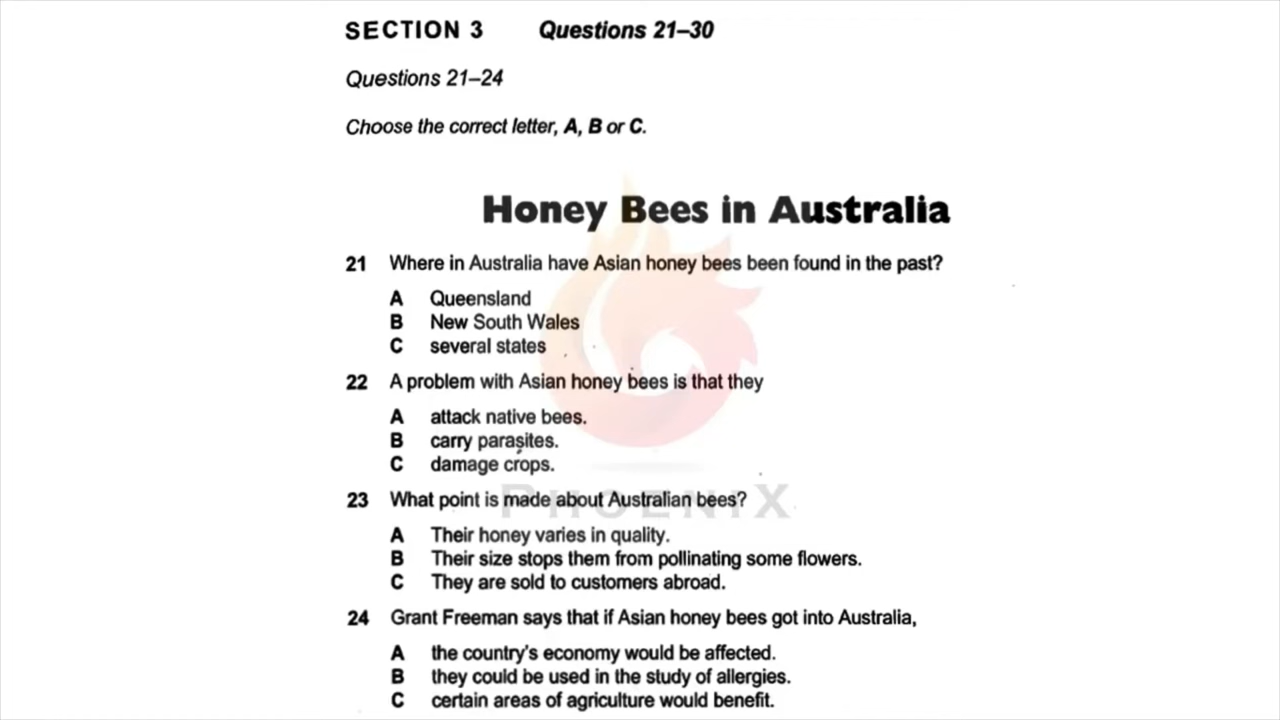 SECTION 3 Questions 21–30
Questions 21–24
Choose the correct letter, A, B or C.
Honey Bees in Australia
21 Where in Australia have Asian honey bees been found in the past?
A Queensland
B New South Wales
C several states
22 A problem with Asian honey bees is that they
A attack native bees.
B carry parasites.
C damage crops.
23 What point is made about Australian bees?
PHOENIX
A Their honey varies in quality.
B Their size stops them from pollinating some flowers.
C They are sold to customers abroad.
24 Grant Freeman says that if Asian honey bees got into Australia,
A the country's economy would be affected.
B they could be used in the study of allergies.
C certain areas of agriculture would benefit.